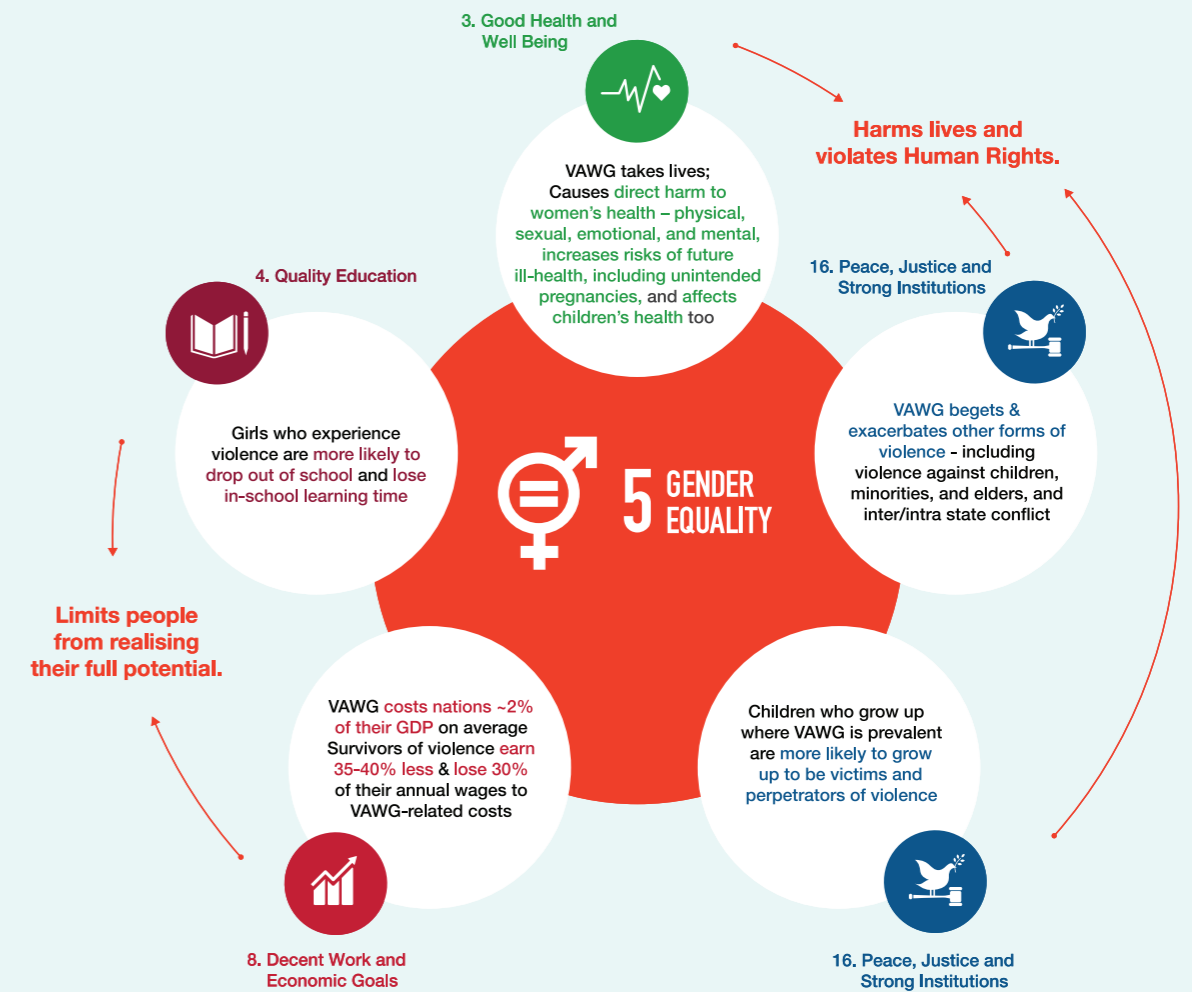 3. Good Health and
Well Being
VAWG takes lives;
Causes direct harm to
women's health – physical,
sexual, emotional, and mental,
increases risks of future
ill-health, including unintended
pregnancies, and affects
children's health too
Harms lives and
violates Human Rights.
4. Quality Education
Girls who experience
violence are more likely to
drop out of school and lose
in-school learning time
16. Peace, Justice and
Strong Institutions
VAWG begets &
exacerbates other forms of
violence - including
violence against children,
minorities, and elders, and
inter/intra state conflict
5 GENDER
EQUALITY
Limits people
from realising
their full potential.
VAWG costs nations ~2%
of their GDP on average
Survivors of violence earn
35-40% less & lose 30%
of their annual wages to
VAWG-related costs
8. Decent Work and
Economic Goals
Children who grow up
where VAWG is prevalent
are more likely to grow
up to be victims and
perpetrators of violence
16. Peace, Justice and
Strong Institutions